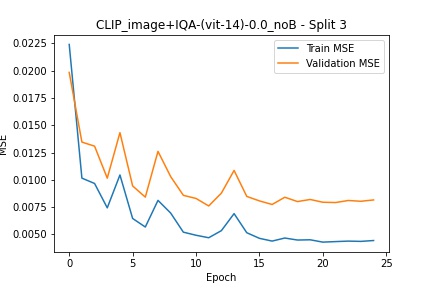 CLIP_image+IQA-(vit-14)-0.0_noB - Split 3
Train MSE
Validation MSE
0.0225
0.0200
0.0175
0.0150
0.0125
0.0100
0.0075
0.0050
MSE
0 5 10 15 20 25
Epoch